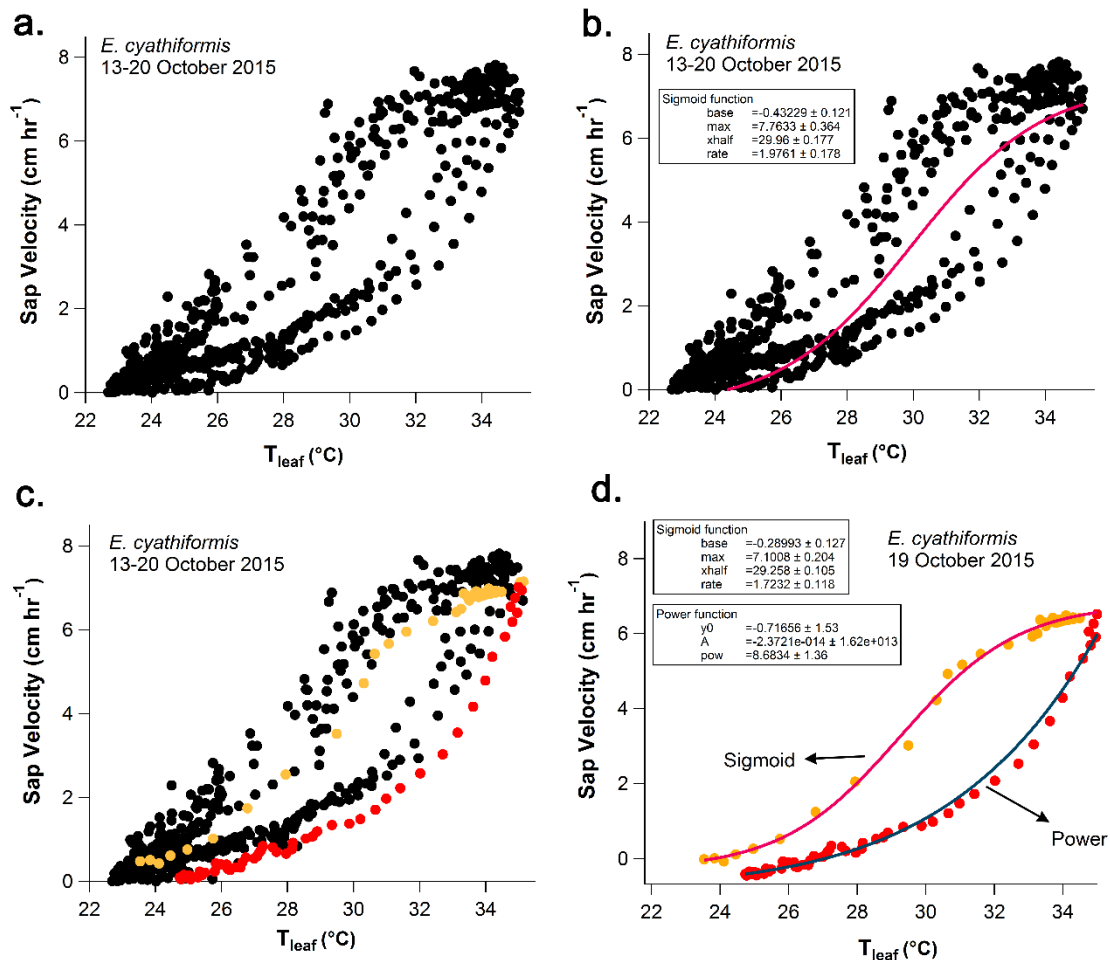 a.
E. cyathiformis
13-20 October 2015
8
6
4
2
0
Sap Velocity (cm hr⁻¹)
22 24 26 28 30 32 34
T_leaf (°C)
b.
E. cyathiformis
13-20 October 2015
Sigmoid function
base =-0.43229 ± 0.121
max =7.7633 ± 0.364
xhalf =29.96 ± 0.177
rate =1.9761 ± 0.178
8
6
4
2
0
Sap Velocity (cm hr⁻¹)
22 24 26 28 30 32 34
T_leaf (°C)
c.
E. cyathiformis
13-20 October 2015
8
6
4
2
0
Sap Velocity (cm hr⁻¹)
22 24 26 28 30 32 34
T_leaf (°C)
d.
Sigmoid function
base =-0.28993 ± 0.127
max =7.1008 ± 0.204
xhalf =29.258 ± 0.105
rate =1.7232 ± 0.118
E. cyathiformis
19 October 2015
Power function
y0 =-0.71656 ± 1.53
A =-2.3721e-014 ± 1.62e+013
pow =8.6834 ± 1.36
8
6
4
2
0
Sap Velocity (cm hr⁻¹)
Sigmoid
Power
22 24 26 28 30 32 34
T_leaf (°C)